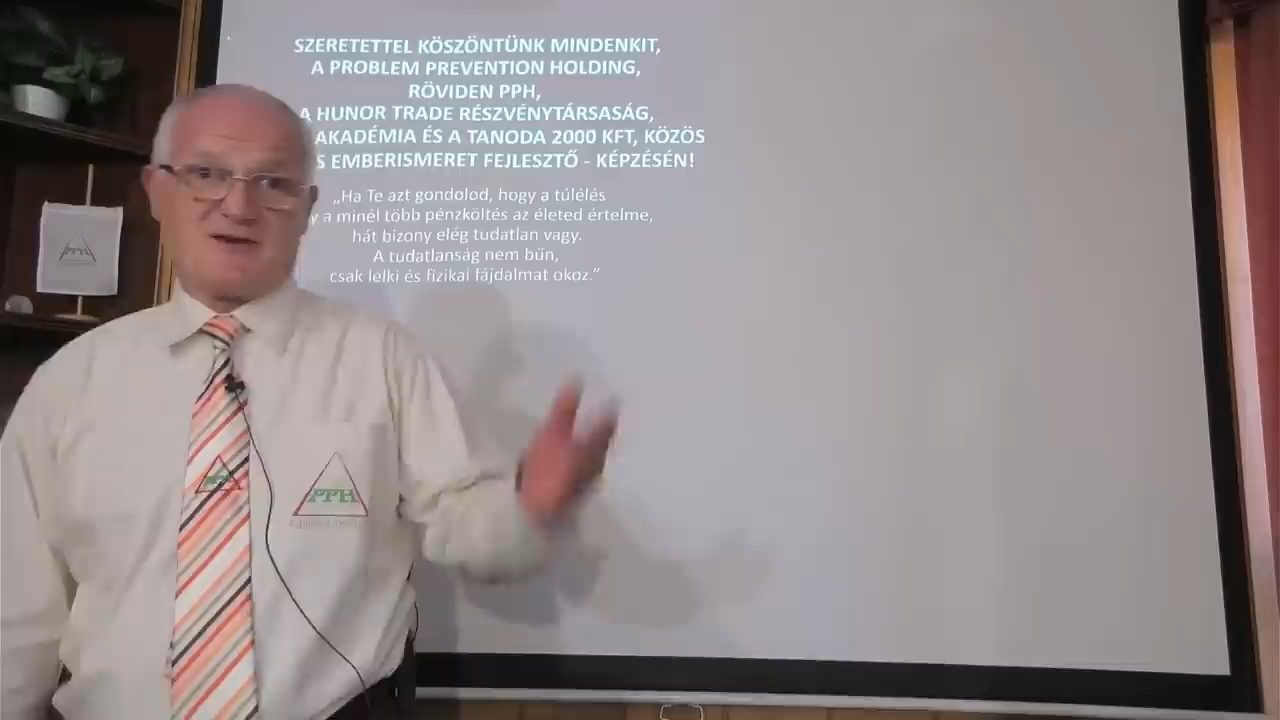 SZERETETTEL KÖSZÖNTÜNK MINDENKIT,
A PROBLEM PREVENTION HOLDING,
RÖVIDEN PPH,
A HUNOR TRADE RÉSZVÉNYTÁRSASÁG,
AKADÉMIA ÉS A TANODA 2000 KFT, KÖZÖS
EMBERISMERET FEJLESZTŐ - KÉPZÉSÉN!
„Ha Te azt gondolod, hogy a túlélés
a minél több pénzköltés az életed értelme,
hát bizony elég tudatlan vagy.
A tudatlanság nem bűn,
csak lelki és fizikai fájdalmat okoz.”
PPH
PPH